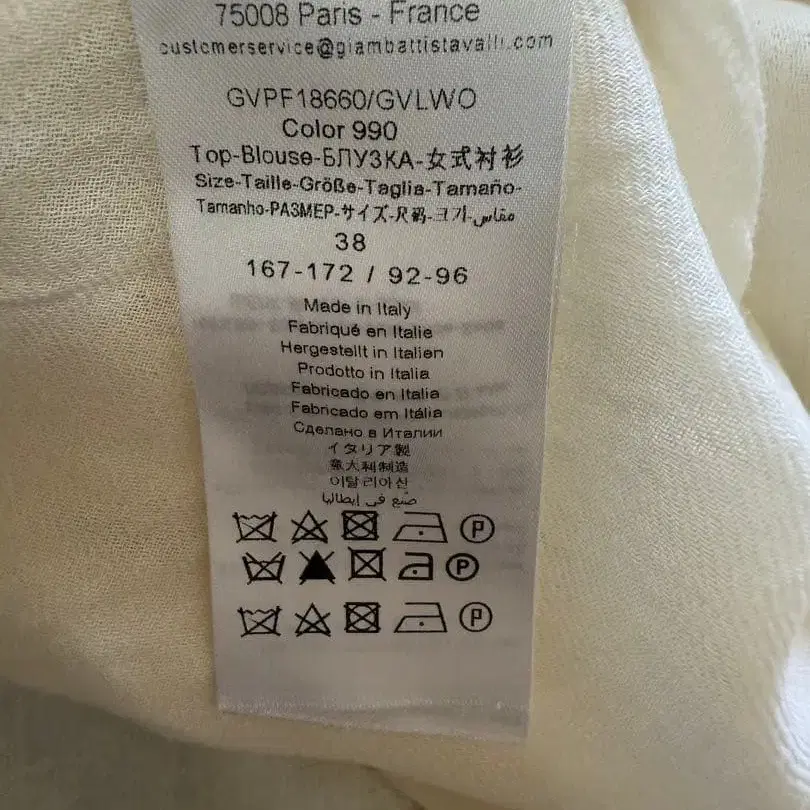 75008 Paris - France
customerservice@giambattistavalli.com
GVPF18660/GVLWO
Color 990
Top-Blouse-БЛУЗКА-女式衬衫
Size-Taille-Größe-Taglia-Tamaño-
Tamanho-РАЗМЕР-サイズ-尺码-크기-مقاس
38
167-172 / 92-96
Made in Italy
Fabriqué en Italie
Hergestellt in Italien
Prodotto in Italia
Fabricado en Italia
Fabricado em Itália
Сделано в Италии
イタリア製
意大利制造
이탈리아산
صنع في إيطاليا
P
P
P